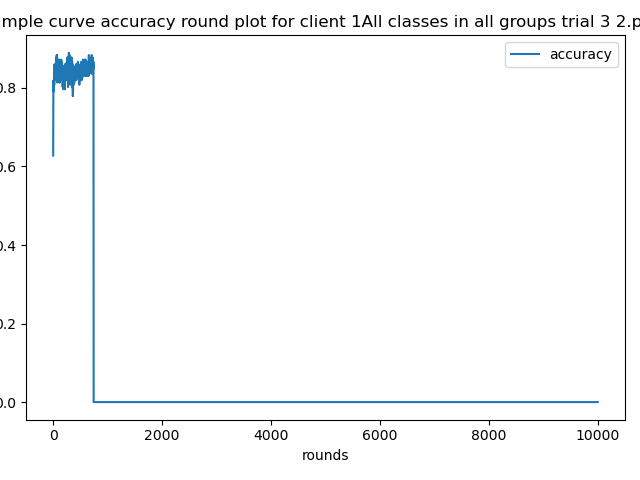 mple curve accuracy round plot for client 1All classes in all groups trial 3 2.p
accuracy
0.8
0.6
0.4
0.2
0.0
0 2000 4000 6000 8000 10000
rounds